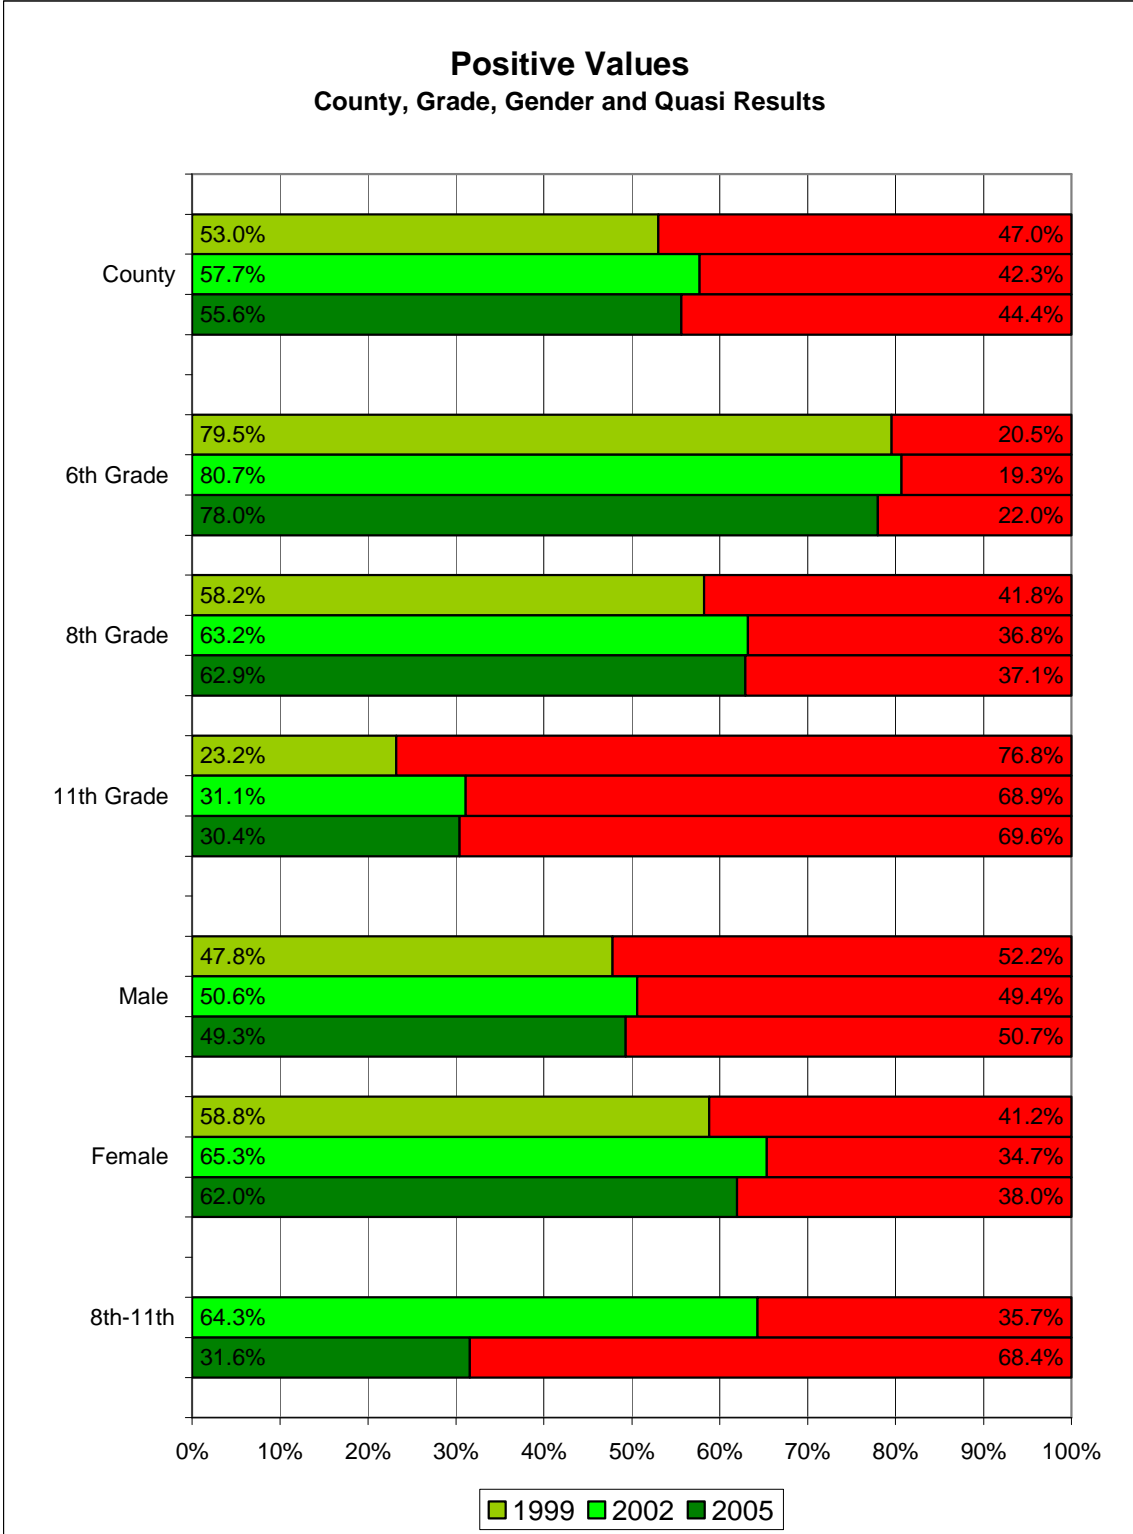 Positive Values
County, Grade, Gender and Quasi Results
53.0% 47.0%
County 57.7% 42.3%
55.6% 44.4%
79.5% 20.5%
6th Grade 80.7% 19.3%
78.0% 22.0%
58.2% 41.8%
8th Grade 63.2% 36.8%
62.9% 37.1%
23.2% 76.8%
11th Grade 31.1% 68.9%
30.4% 69.6%
47.8% 52.2%
Male 50.6% 49.4%
49.3% 50.7%
58.8% 41.2%
Female 65.3% 34.7%
62.0% 38.0%
8th-11th 64.3% 35.7%
31.6% 68.4%
0% 10% 20% 30% 40% 50% 60% 70% 80% 90% 100%
1999 2002 2005